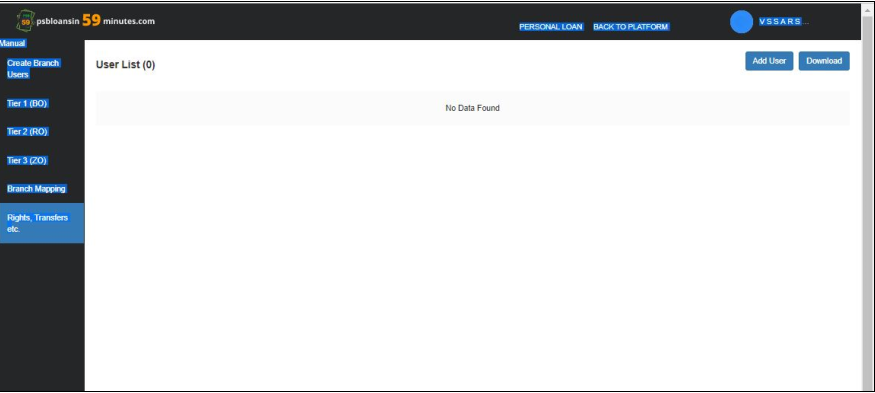 psbloansin 59 minutes.com
PERSONAL LOAN BACK TO PLATFORM
V S S A R S ...
Manual
Create Branch
Users
Tier 1 (BO)
Tier 2 (RO)
Tier 3 (ZO)
Branch Mapping
Rights, Transfers
etc.
User List (0)
Add User
Download
No Data Found